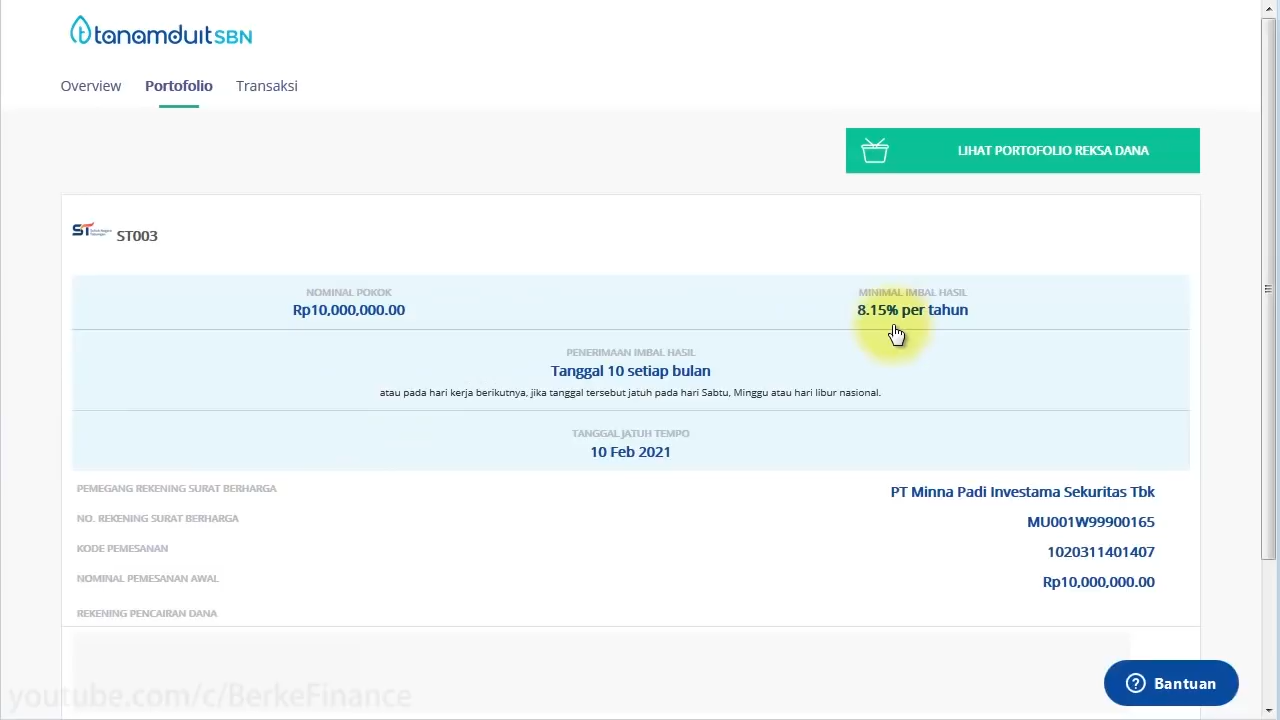 tanamduit SBN
Overview Portofolio Transaksi
LIHAT PORTOFOLIO REKSA DANA
ST ST003
NOMINAL POKOK MINIMAL IMBAL HASIL
Rp10,000,000.00 8.15% per tahun
PENERIMAAN IMBAL HASIL
Tanggal 10 setiap bulan
atau pada hari kerja berikutnya, jika tanggal tersebut jatuh pada hari Sabtu, Minggu atau hari libur nasional.
TANGGAL JATUH TEMPO
10 Feb 2021
PEMEGANG REKENING SURAT BERHARGA PT Minna Padi Investama Sekuritas Tbk
NO. REKENING SURAT BERHARGA MU001W99900165
KODE PEMESANAN 1020311401407
NOMINAL PEMESANAN AWAL Rp10,000,000.00
REKENING PENCAIRAN DANA
youtube.com/c/BerkeFinance
? Bantuan